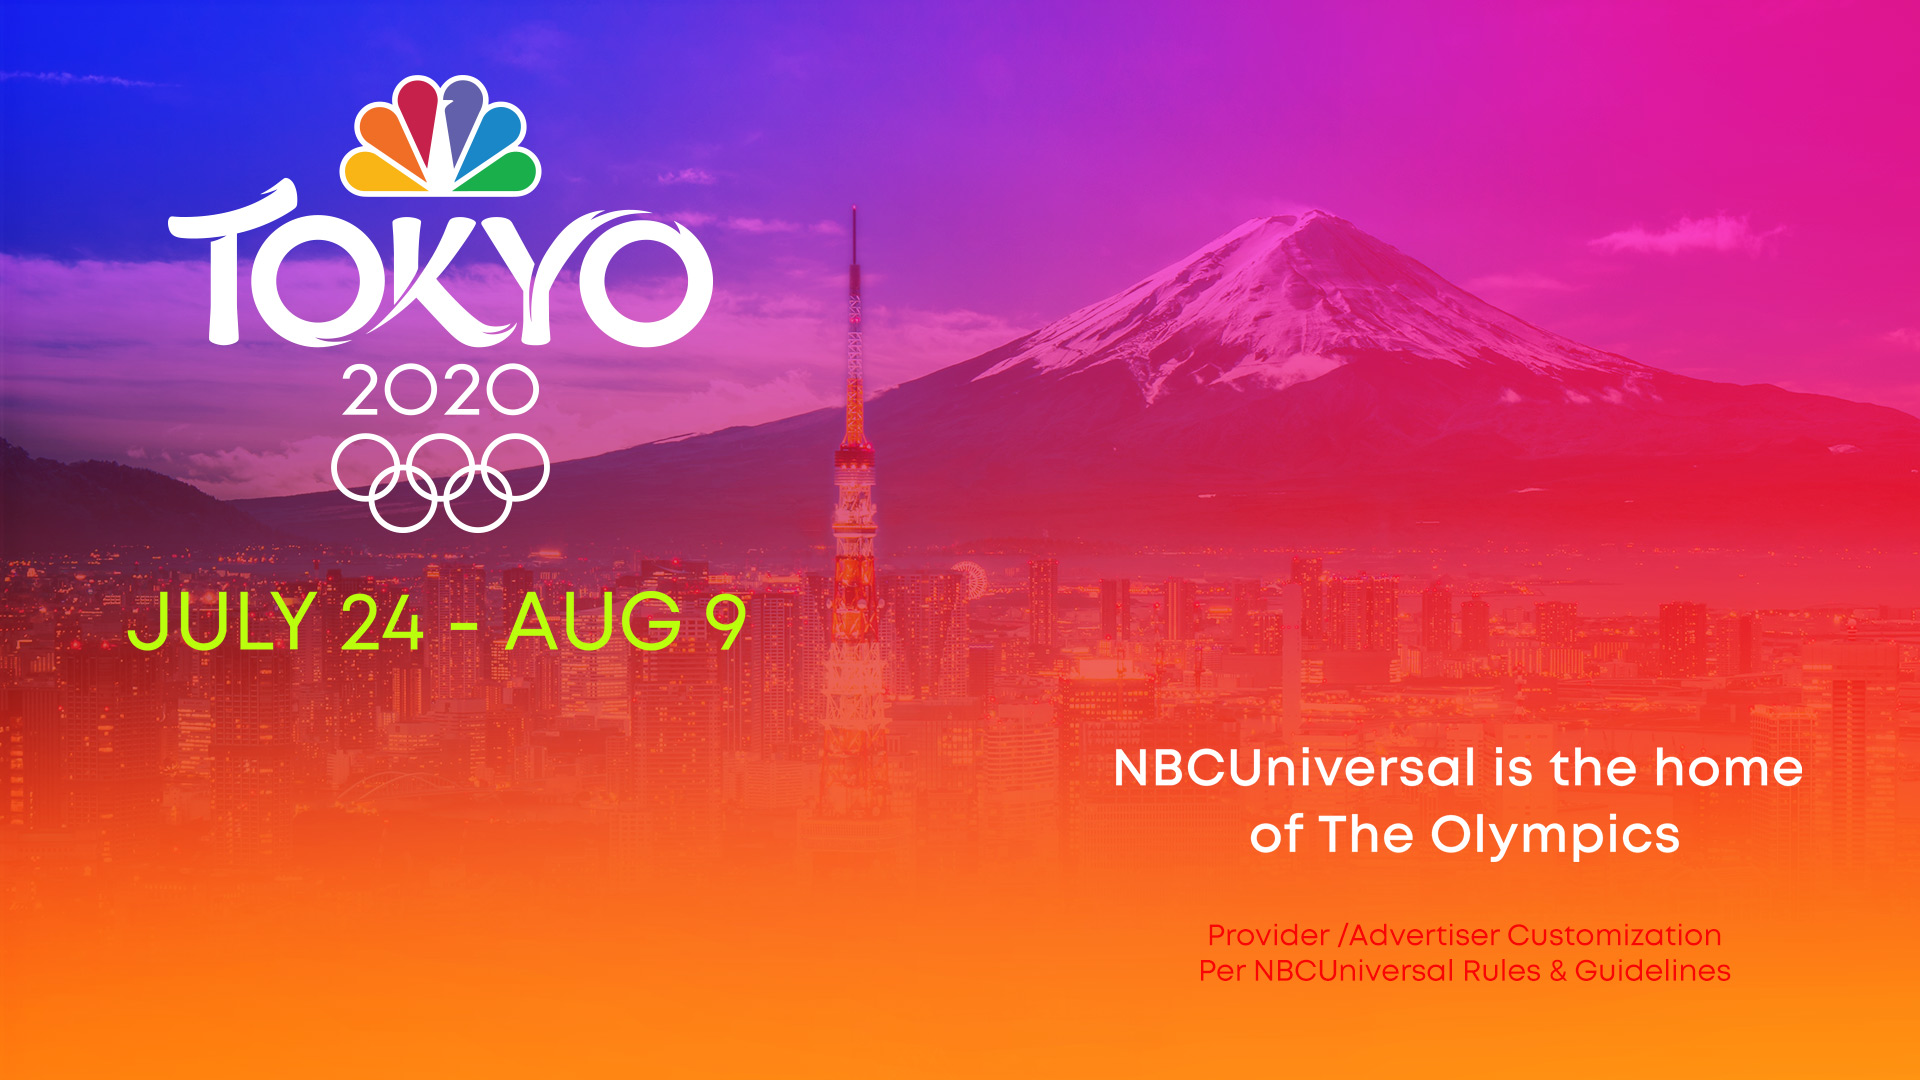 TOKYO
2020
JULY 24 - AUG 9
NBCUniversal is the home
of The Olympics
Provider /Advertiser Customization
Per NBCUniversal Rules & Guidelines